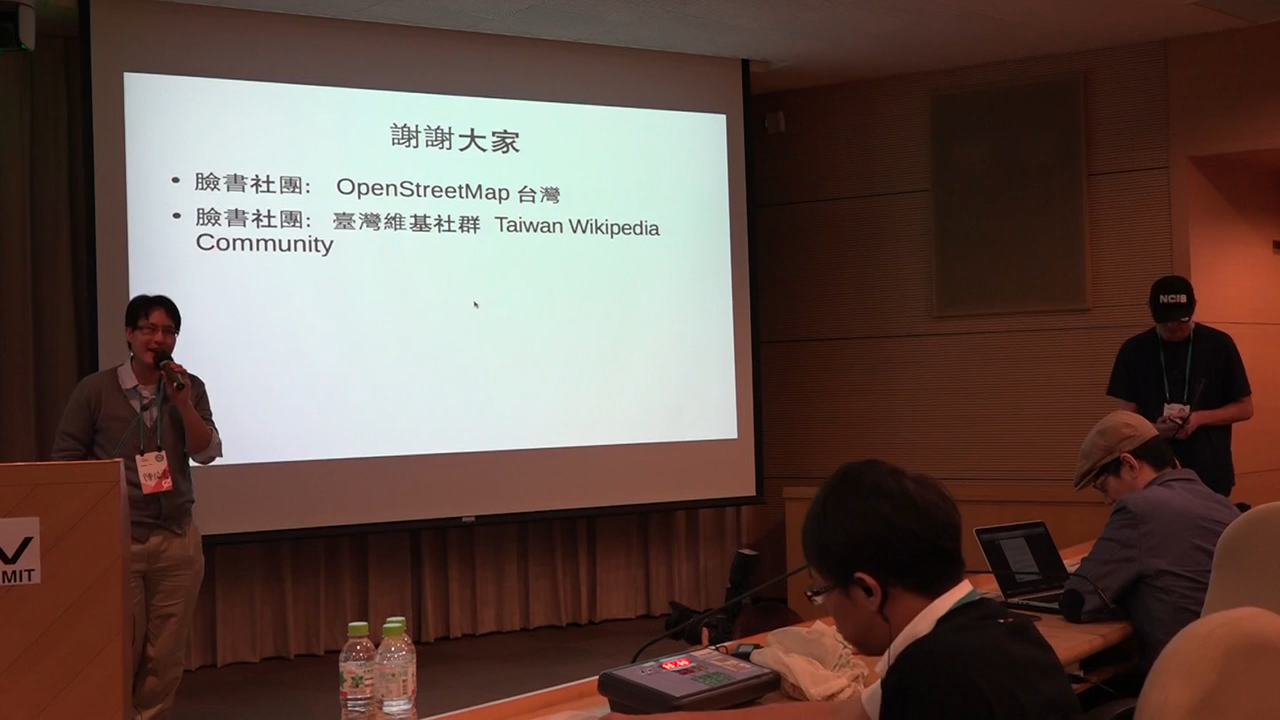 謝謝大家
• 臉書社團: OpenStreetMap 台灣
• 臉書社團: 臺灣維基社群 Taiwan Wikipedia
Community
NCIS
V
MIT